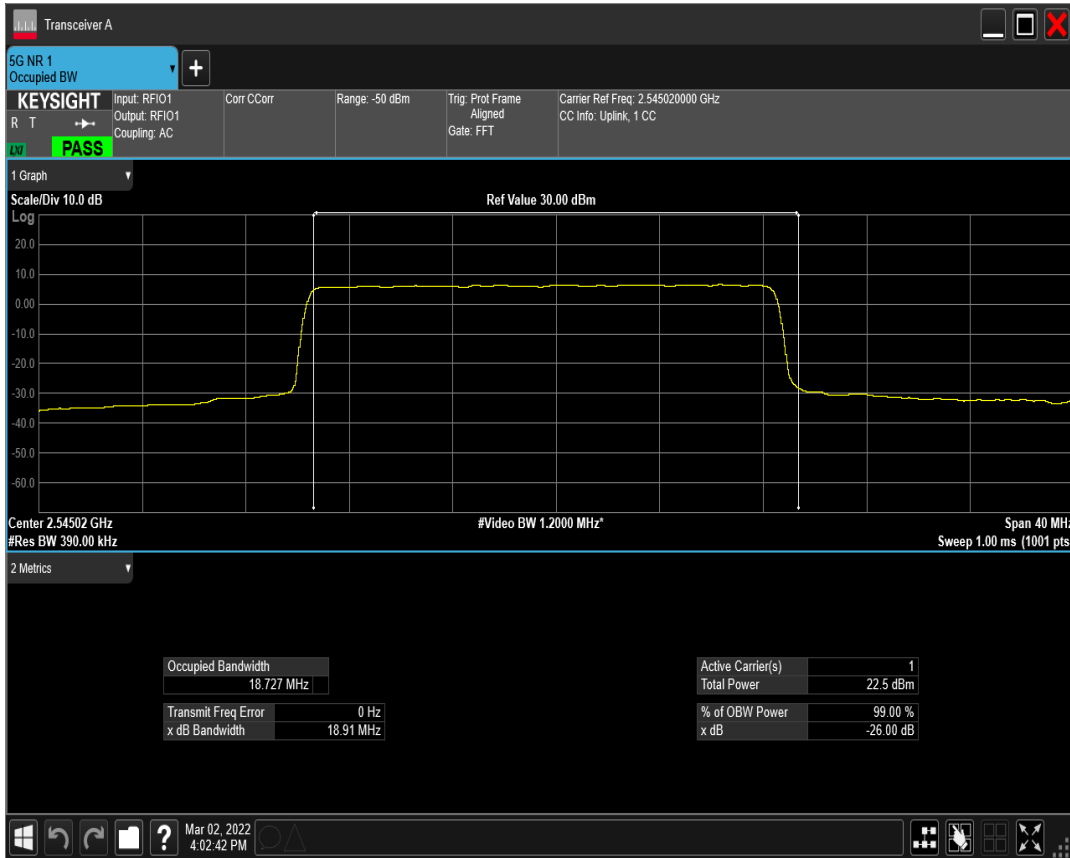 Transceiver A
5G NR 1
Occupied BW
+
KEYSIGHT
R T
LXI
PASS
Input: RFIO1
Output: RFIO1
Coupling: AC
Corr CCorr
Range: -50 dBm
Trig: Prot Frame
Aligned
Gate: FFT
Carrier Ref Freq: 2.545020000 GHz
CC Info: Uplink, 1 CC
1 Graph
Scale/Div 10.0 dB
Ref Value 30.00 dBm
Log
20.0
10.0
0.00
-10.0
-20.0
-30.0
-40.0
-50.0
-60.0
Center 2.54502 GHz
#Video BW 1.2000 MHz*
Span 40 MHz
#Res BW 390.00 kHz
Sweep 1.00 ms (1001 pts
2 Metrics
Occupied Bandwidth
18.727 MHz
Transmit Freq Error 0 Hz
x dB Bandwidth 18.91 MHz
Active Carrier(s) 1
Total Power 22.5 dBm
% of OBW Power 99.00 %
x dB -26.00 dB
?
Mar 02, 2022
4:02:42 PM